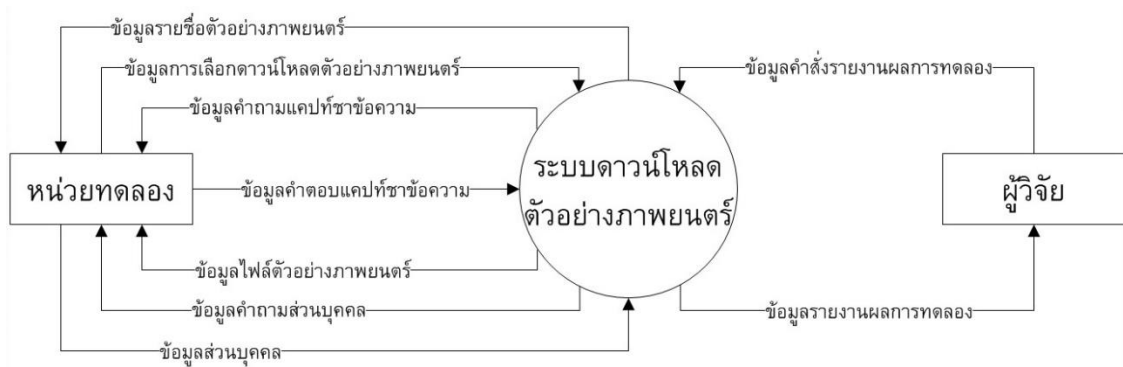 ข้อมูลรายชื่อตัวอย่างภาพยนตร์
ข้อมูลการเลือกดาวน์โหลดตัวอย่างภาพยนตร์
ข้อมูลคำสั่งรายงานผลการทดลอง
ข้อมูลคำถามแคปท์ชาข้อความ
หน่วยทดลอง
ข้อมูลคำตอบแคปท์ชาข้อความ
ระบบดาวน์โหลด
ตัวอย่างภาพยนตร์
ผู้วิจัย
ข้อมูลไฟล์ตัวอย่างภาพยนตร์
ข้อมูลคำถามส่วนบุคคล
ข้อมูลรายงานผลการทดลอง
ข้อมูลส่วนบุคคล